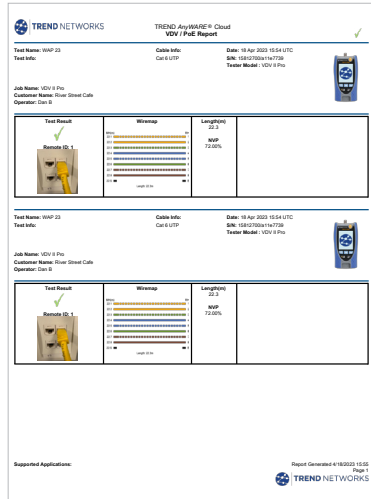 TREND NETWORKS
TREND AnyWARE® Cloud
VDV / PoE Report
Test Name: WAP 23
Cable Info:
Date: 18 Apr 2023 15:54 UTC
Test Info:
Cat 6 UTP
Tester Model : VDV II Pro
Job Name: VDV II Pro
Customer Name: River Street Cafe
Operator: Dan B
Test Result
Wiremap
Length(m)
22.3
Remote ID: 1
NVP
72.00%
Test Name: WAP 23
Cable Info:
Date: 18 Apr 2023 15:54 UTC
Test Info:
Cat 6 UTP
Tester Model : VDV II Pro
Job Name: VDV II Pro
Customer Name: River Street Cafe
Operator: Dan B
Test Result
Wiremap
Length(m)
22.3
Remote ID: 1
NVP
72.00%
Supported Applications:
Report Generated 4/18/2023 15:55
Page 1
TREND NETWORKS